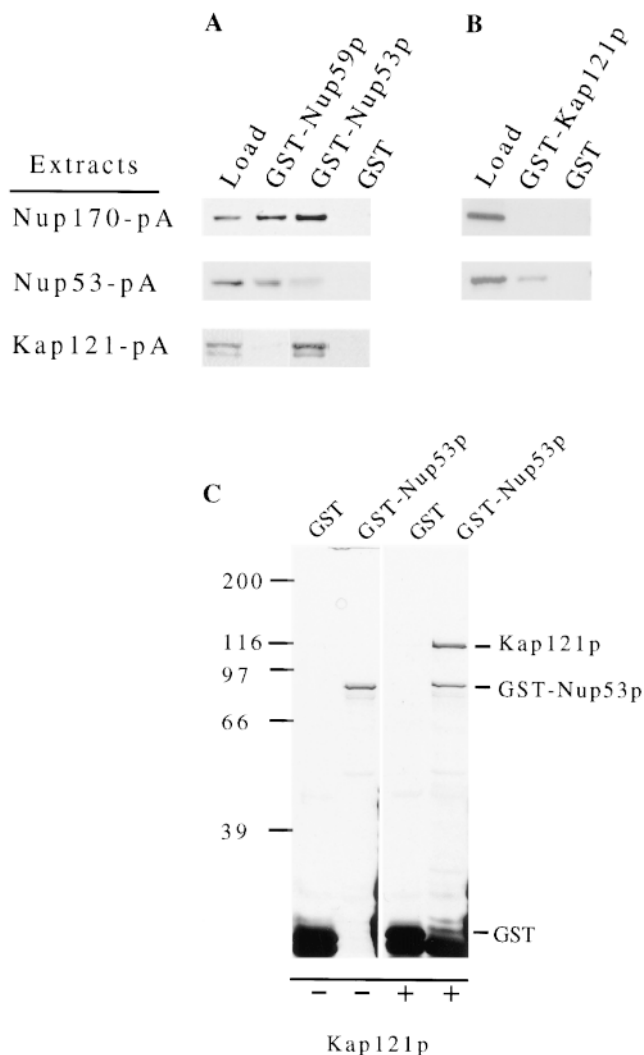 A
B
Load
GST-Nup59p
GST-Nup53p
GST
Load
GST-Kap121p
GST
Extracts
Nup170-pA
Nup53-pA
Kap121-pA
C
GST
GST-Nup53p
GST
GST-Nup53p
200
116
97
66
39
Kap121p
GST-Nup53p
GST
− − + +
Kap121p